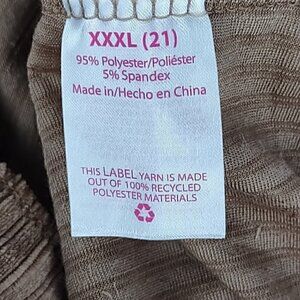 XXXL (21)
95% Polyester/Poliéster
5% Spandex
Made in/Hecho en China
THIS LABEL YARN IS MADE
OUT OF 100% RECYCLED
POLYESTER MATERIALS